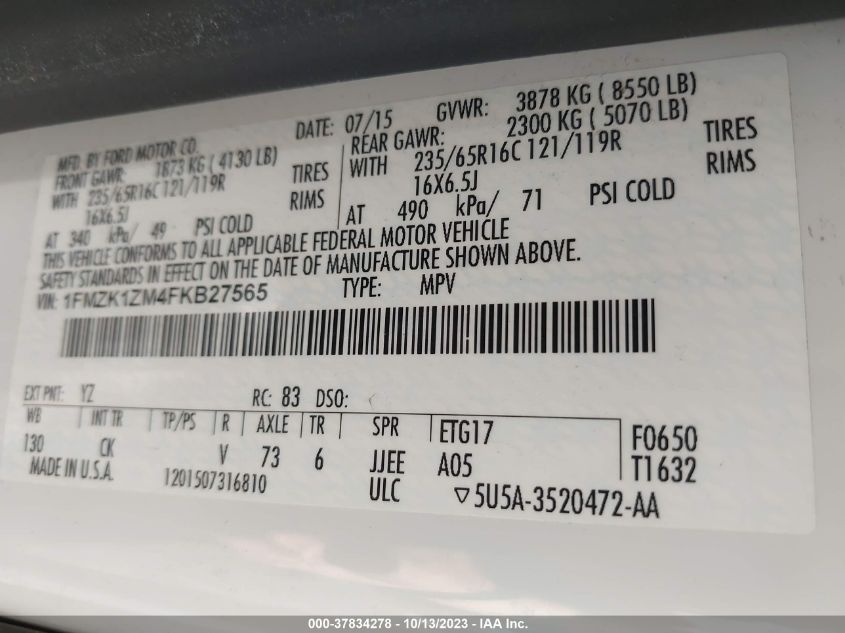 MFD. BY FORD MOTOR CO.
DATE: 07/15 GVWR: 3878 KG ( 8550 LB)
FRONT GAWR: 1873 KG ( 4130 LB)
WITH 235/65R16C 121/119R TIRES
16X6.5J RIMS
AT 340 kPa/ 49 PSI COLD
REAR GAWR: 2300 KG ( 5070 LB)
WITH 235/65R16C 121/119R TIRES
16X6.5J RIMS
AT 490 kPa/ 71 PSI COLD
THIS VEHICLE CONFORMS TO ALL APPLICABLE FEDERAL MOTOR VEHICLE
SAFETY STANDARDS IN EFFECT ON THE DATE OF MANUFACTURE SHOWN ABOVE.
VIN: 1FMZK1ZM4FKB27565 TYPE: MPV
EXT PNT: YZ RC: 83 DSO:
WB INT TR TP/PS R AXLE TR SPR ETG17 F0650
130 CK V 73 6 JJEE A05 T1632
MADE IN U.S.A. 1201507316810 ULC 5U5A-3520472-AA
000-37834278 - 10/13/2023 - ©IAA Inc.